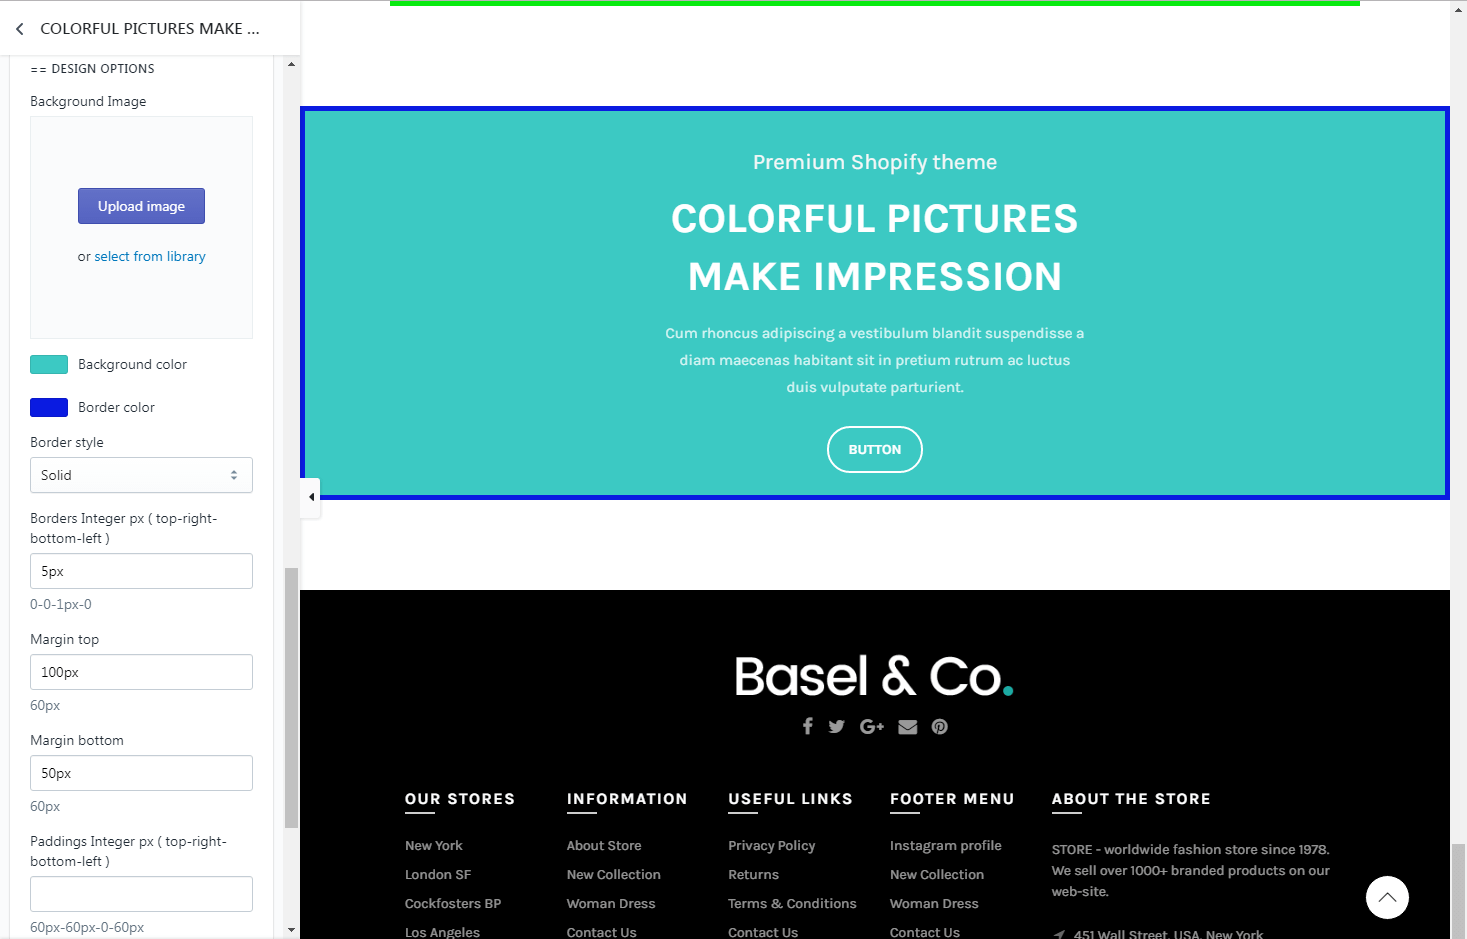 COLORFUL PICTURES MAKE ...
== DESIGN OPTIONS
Background Image
Upload image
or select from library
Background color
Border color
Border style
Solid
Borders Integer px ( top-right-
bottom-left )
5px
0-0-1px-0
Margin top
100px
60px
Margin bottom
50px
60px
Paddings Integer px ( top-right-
bottom-left )
60px-60px-0-60px
Premium Shopify theme
COLORFUL PICTURES
MAKE IMPRESSION
Cum rhoncus adipiscing a vestibulum blandit suspendisse a
diam maecenas habitant sit in pretium rutrum ac luctus
duis vulputate parturient.
BUTTON
Basel & Co.
OUR STORES
New York
London SF
Cockfosters BP
Los Angeles
INFORMATION
About Store
New Collection
Woman Dress
Contact Us
USEFUL LINKS
Privacy Policy
Returns
Terms & Conditions
Contact Us
FOOTER MENU
Instagram profile
New Collection
Woman Dress
Contact Us
ABOUT THE STORE
STORE - worldwide fashion store since 1978.
We sell over 1000+ branded products on our
web-site.
451 Wall Street, USA, New York